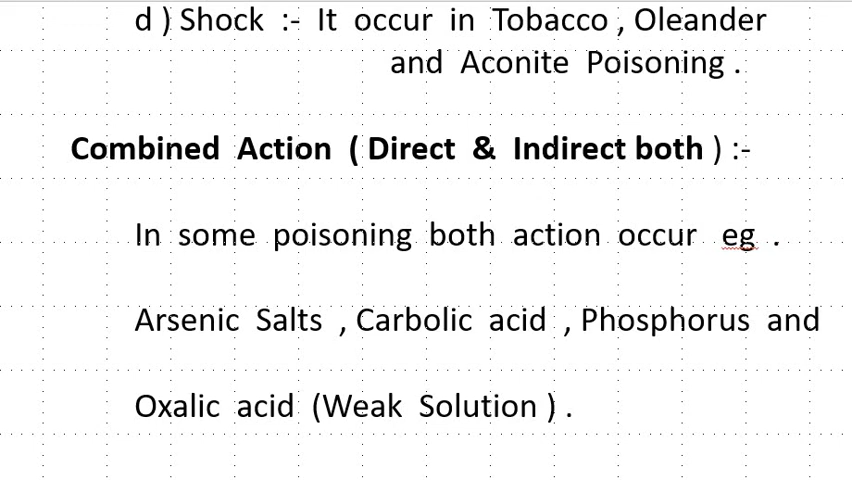 d ) Shock :- It occur in Tobacco , Oleander
and Aconite Poisoning .
Combined Action ( Direct & Indirect both ) :-
In some poisoning both action occur eg .
Arsenic Salts , Carbolic acid , Phosphorus and
Oxalic acid (Weak Solution ) .